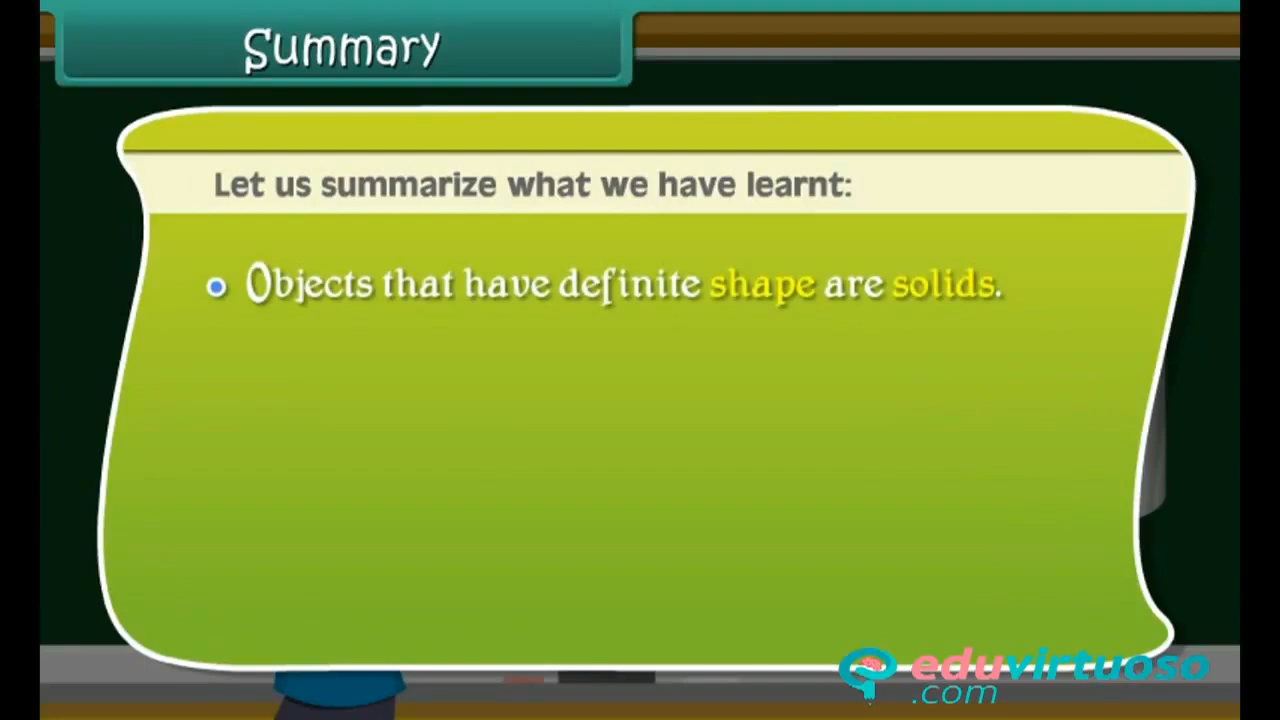 Summary
Let us summarize what we have learnt:
Objects that have definite shape are solids.
eduvirtuoso
.com